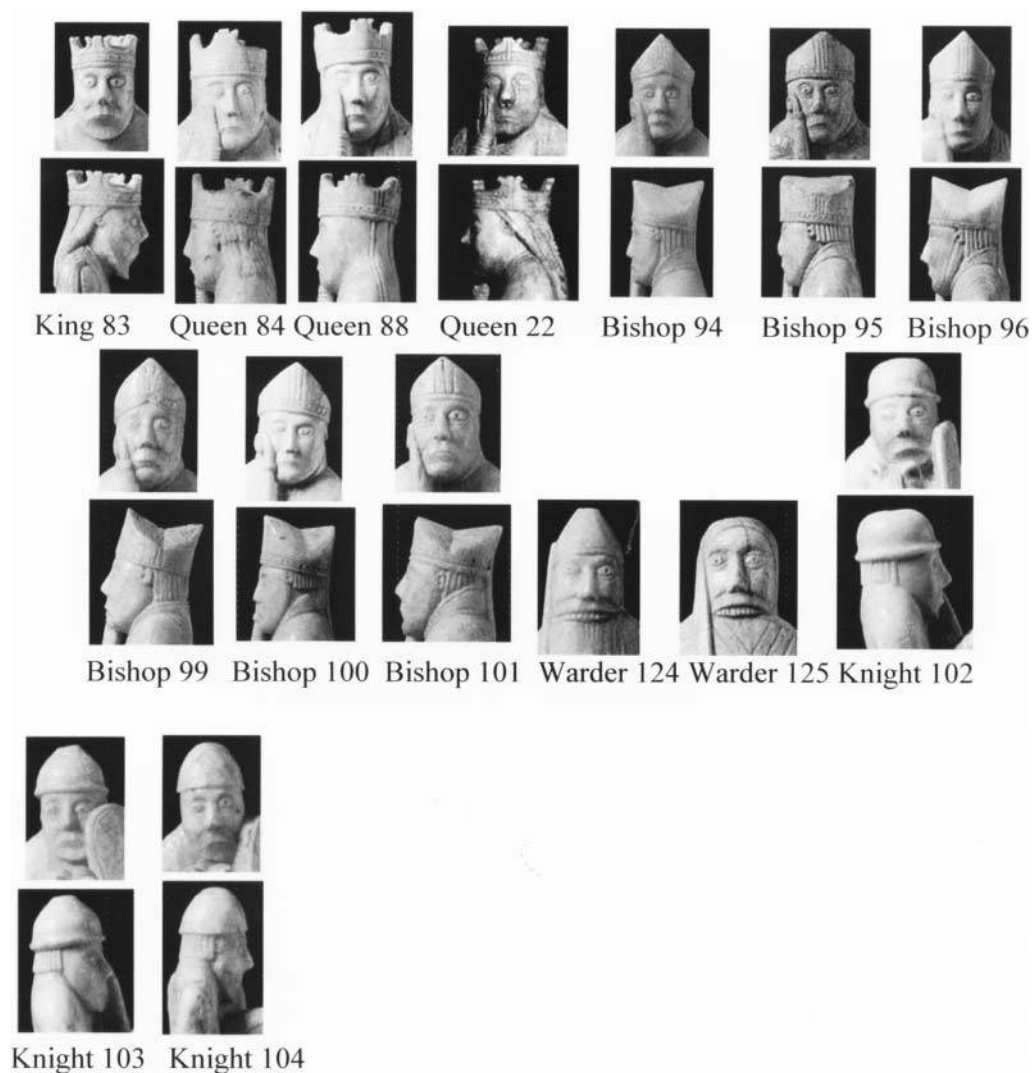 King 83 Queen 84 Queen 88 Queen 22 Bishop 94 Bishop 95 Bishop 96
Bishop 99 Bishop 100 Bishop 101 Warder 124 Warder 125 Knight 102
Knight 103 Knight 104